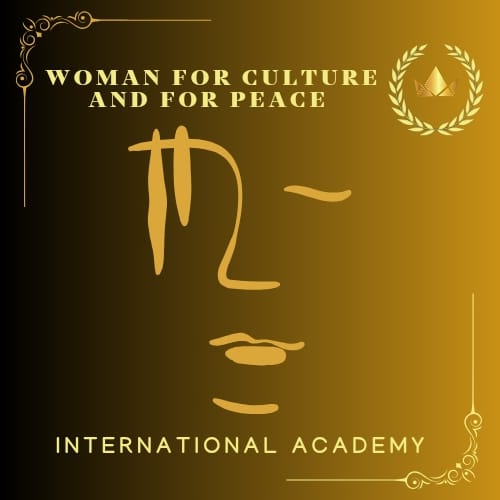 WOMAN FOR CULTURE
AND FOR PEACE
INTERNATIONAL ACADEMY